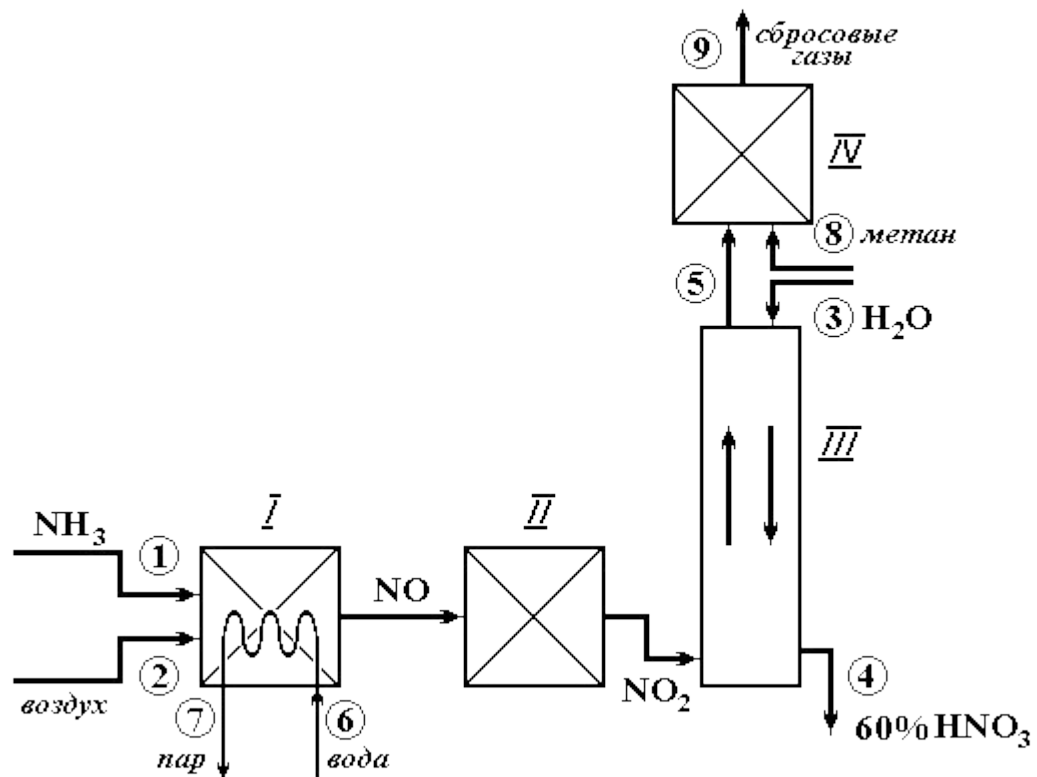 ⑨
сбросовые
газы
IV
⑧ метан
⑤
③ H₂O
III
I
II
NH₃
①
NO
②
воздух
⑦
⑥
пар
вода
NO₂
④
60% HNO₃